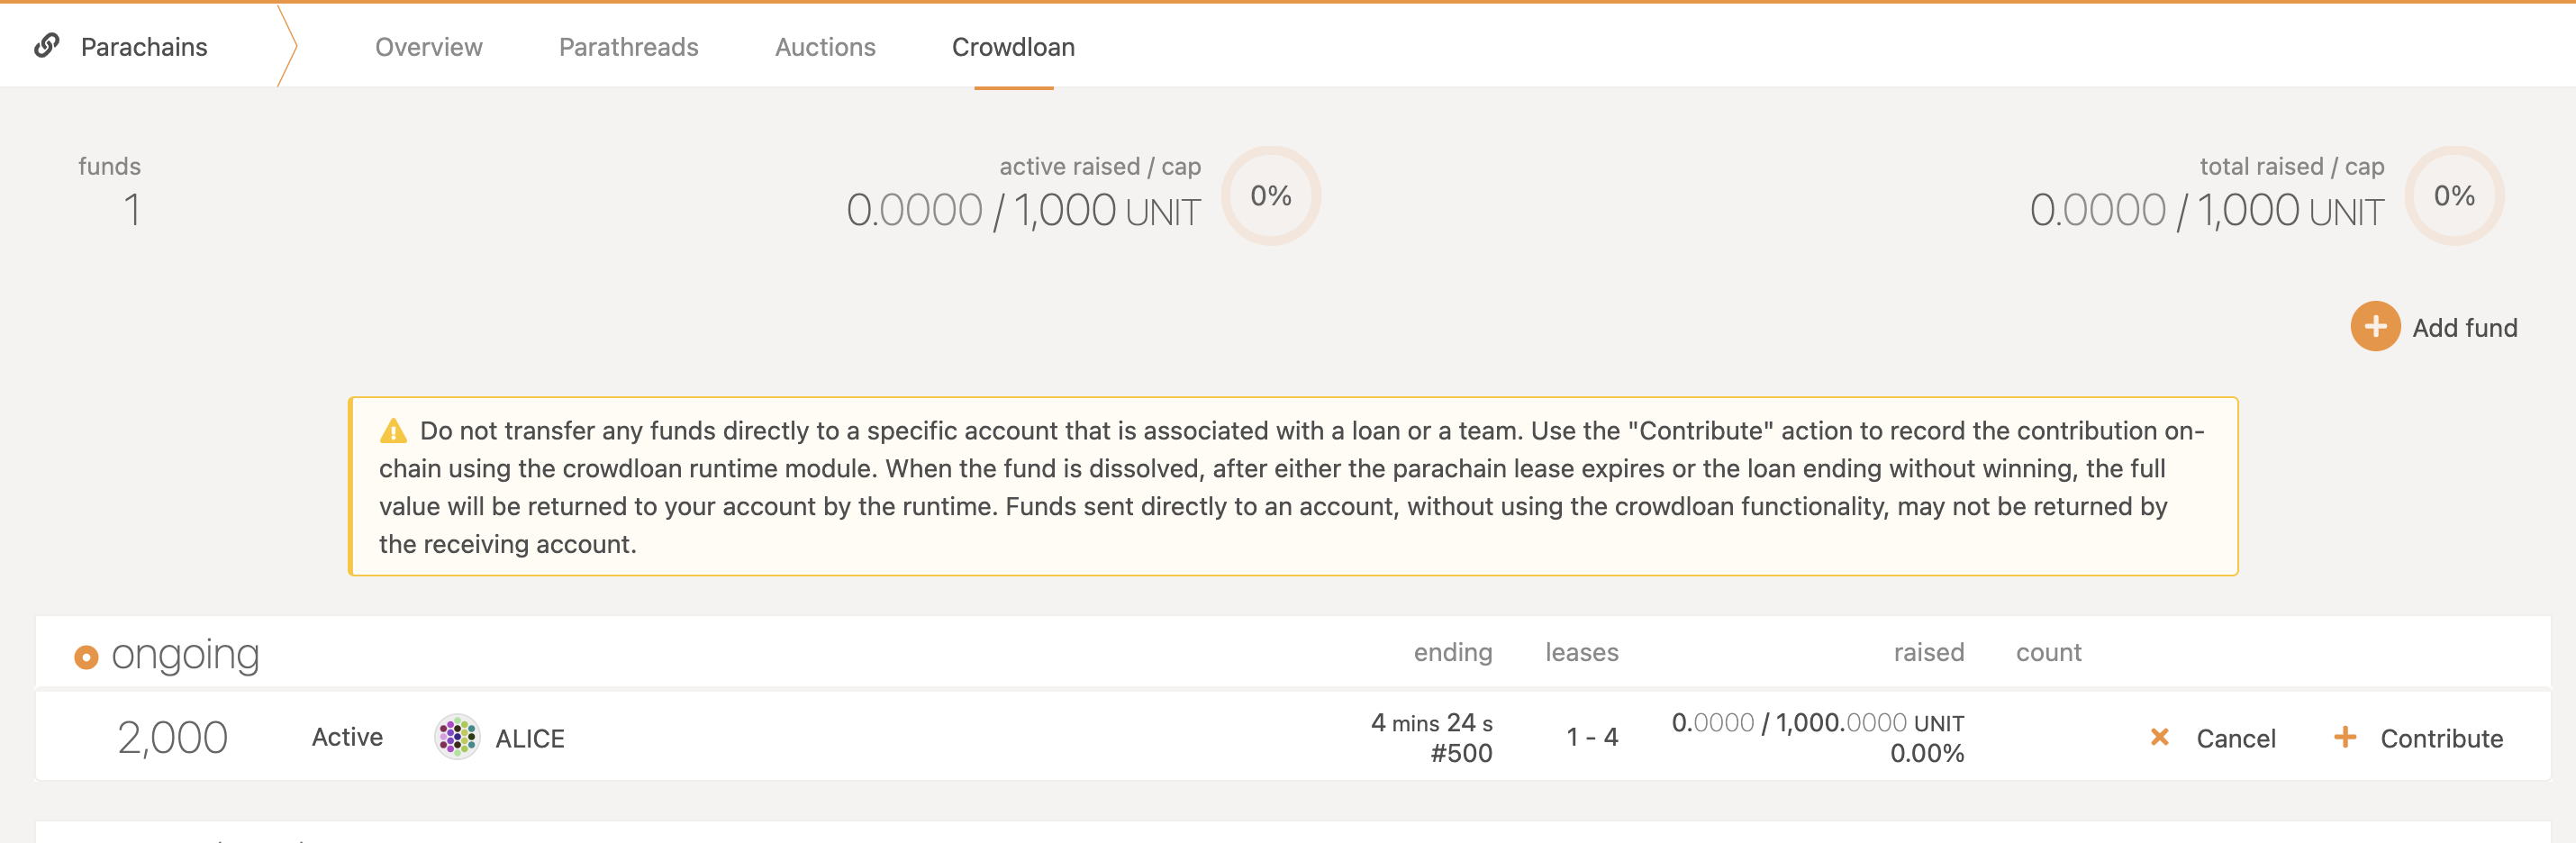 Parachains
Overview
Parathreads
Auctions
Crowdloan
funds
1
active raised / cap
0.0000 / 1,000 UNIT
0%
total raised / cap
0.0000 / 1,000 UNIT
0%
Add fund
Do not transfer any funds directly to a specific account that is associated with a loan or a team. Use the "Contribute" action to record the contribution on-
chain using the crowdloan runtime module. When the fund is dissolved, after either the parachain lease expires or the loan ending without winning, the full
value will be returned to your account by the runtime. Funds sent directly to an account, without using the crowdloan functionality, may not be returned by
the receiving account.
ongoing
ending
leases
raised
count
2,000
Active
ALICE
4 mins 24 s
#500
1 - 4
0.0000 / 1,000.0000 UNIT
0.00%
Cancel
Contribute